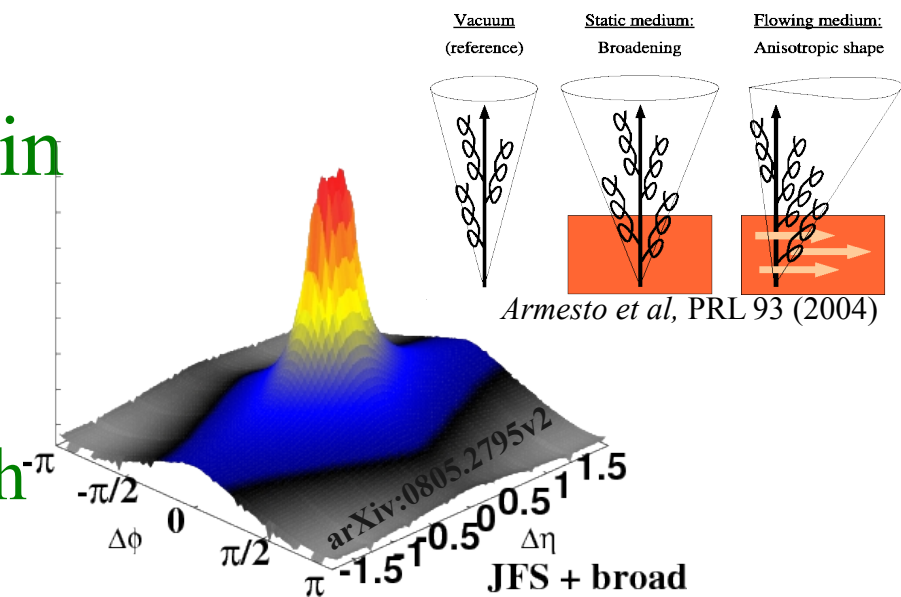 Vacuum
(reference)
Static medium:
Broadening
Flowing medium:
Anisotropic shape
in
Armesto et al, PRL 93 (2004)
h
-π
-π/2
0
π/2
π
Δϕ
arXiv:0805.2795v2
-1.5
-1
-0.5
0
0.5
1
1.5
Δη
JFS + broad